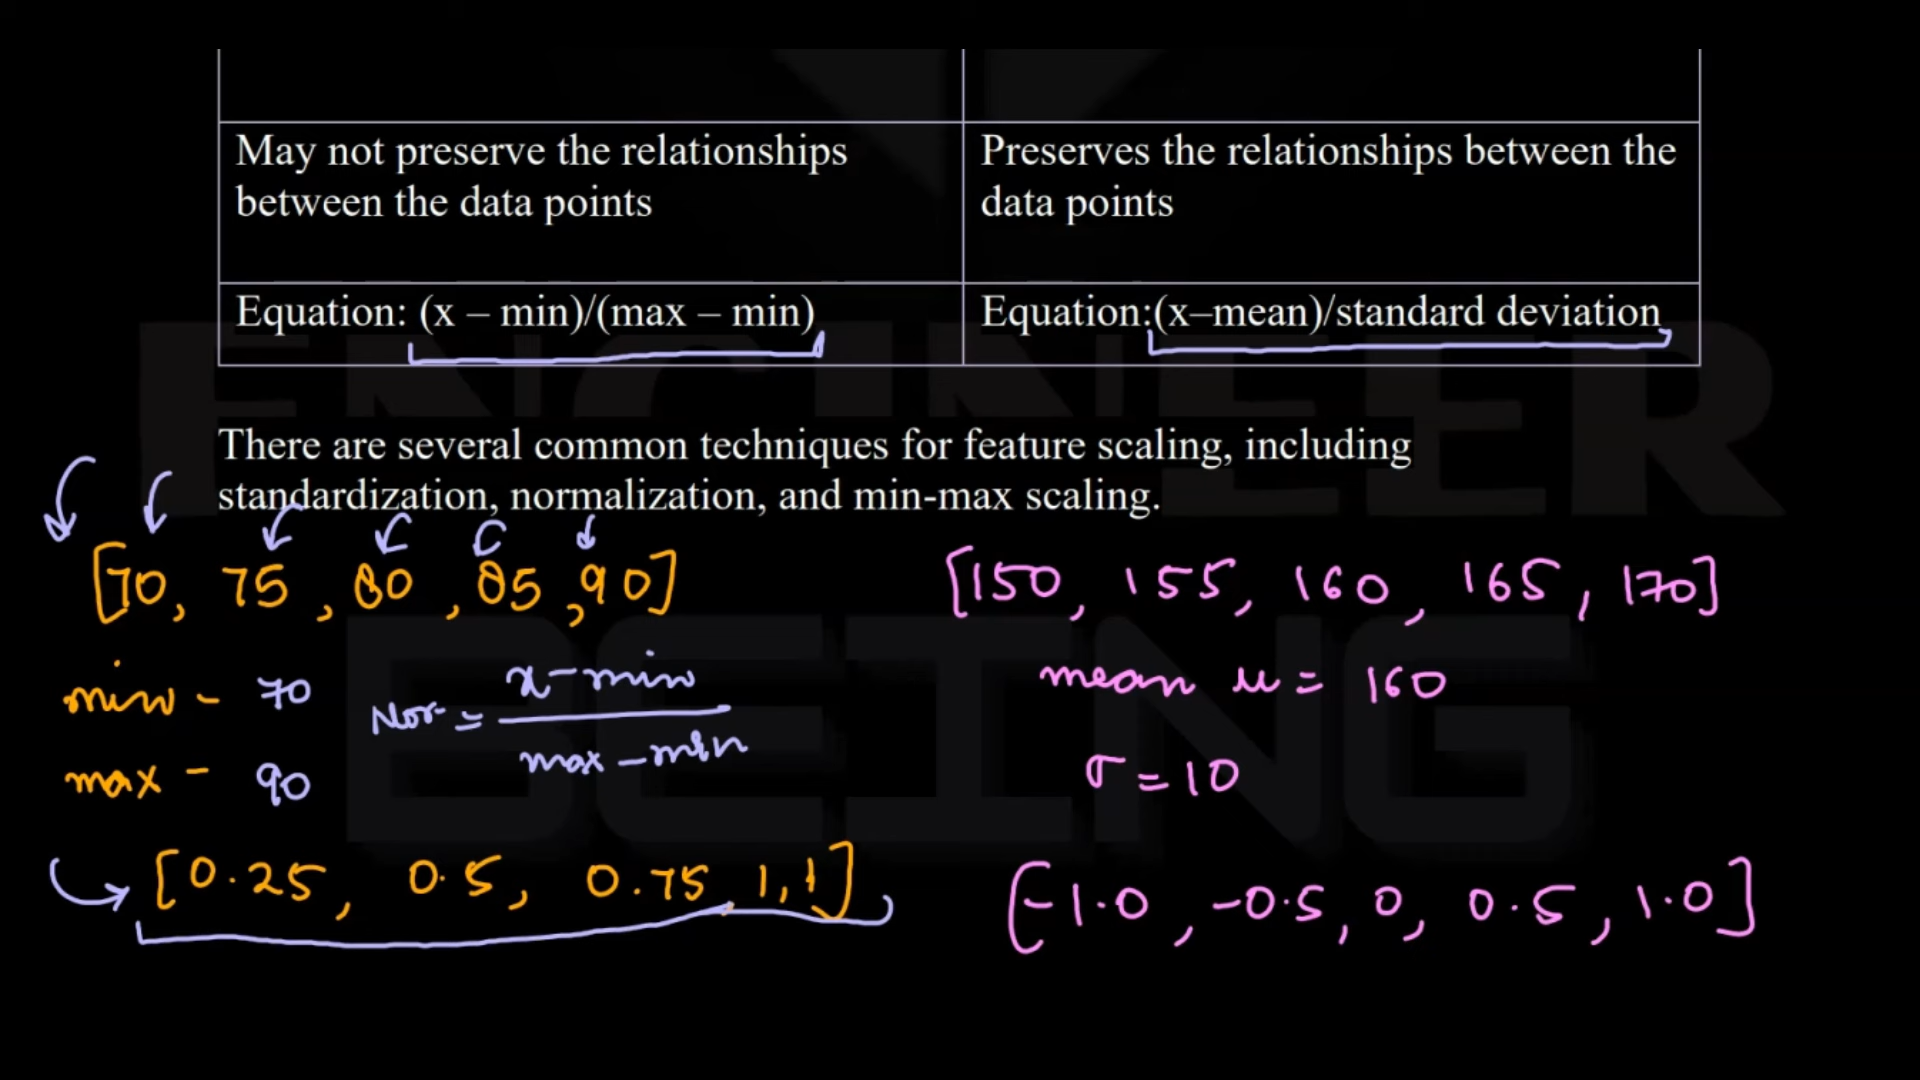 May not preserve the relationships
between the data points
Preserves the relationships between the
data points
Equation: (x – min)/(max – min)
Equation:(x–mean)/standard deviation
There are several common techniques for feature scaling, including
standardization, normalization, and min-max scaling.
[70, 75, 80, 85, 90]
min - 70
Nor = x-min
max-min
max - 90
[0.25, 0.5, 0.75, 1, 1]
[150, 155, 160, 165, 170]
mean u = 160
σ = 10
[-1.0, -0.5, 0, 0.5, 1.0]
ENGINEER
BEING